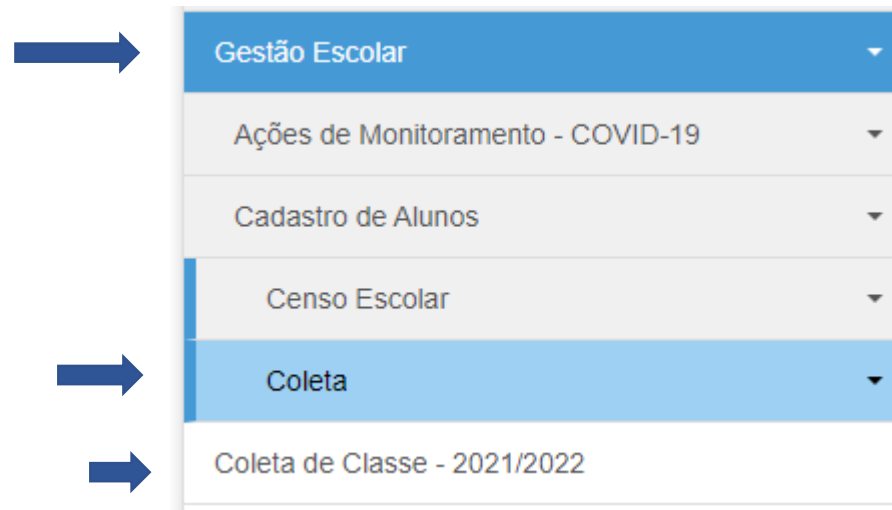 Gestão Escolar
Ações de Monitoramento - COVID-19
Cadastro de Alunos
Censo Escolar
Coleta
Coleta de Classe - 2021/2022